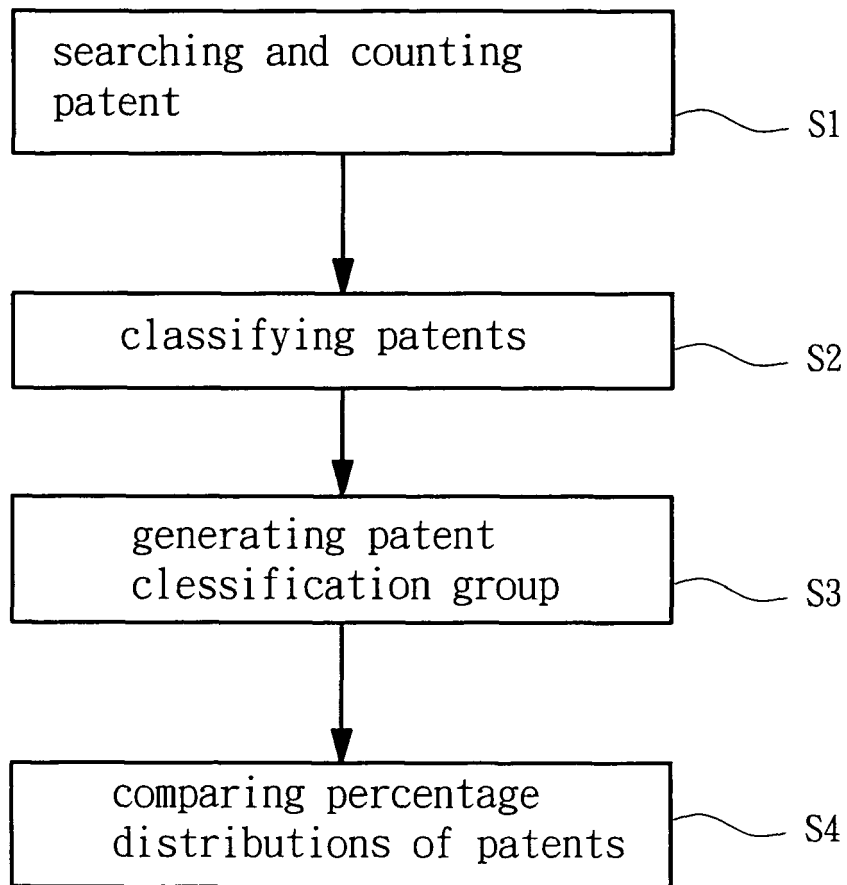 searching and counting
patent
S1
classifying patents
S2
generating patent
clessification group
S3
comparing percentage
distributions of patents
S4